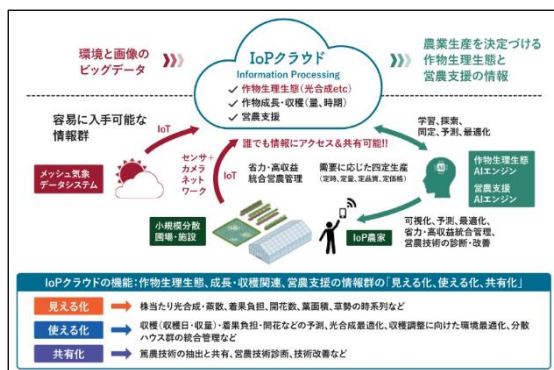 環境と画像の
ビッグデータ
IoPクラウド
Information Processing
✓ 作物生理生態(光合成etc)
✓ 作物成長・収穫(量、時期)
✓ 営農支援
農業生産を決定づける
作物生理生態と
営農支援の情報
容易に入手可能な
情報群
IoT
誰でも情報にアクセス&共有可能!!
学習、探索、
同定、予測、最適化
メッシュ気象
データシステム
センサ+
カメラ
ネット
ワーク
IoT
省力・高収益
統合営農管理
需要に応じた四定生産
(定時、定量、定品質、定価格)
AI
作物生理生態
AIエンジン
営農支援
AIエンジン
小規模分散
圃場・施設
IoP農家
可視化、予測、最適化、
省力・高収益統合管理、
営農技術の診断・改善
IoPクラウドの機能:作物生理生態、成長・収穫関連、営農支援の情報群の「見える化、使える化、共有化」
見える化
株当たり光合成・蒸散、着果負担、開花数、葉面積、草勢の時系列など
使える化
収穫(収穫日・収量)・着果負担・開花などの予測、光合成最適化、収穫調整に向けた環境最適化、分散
ハウス群の統合管理など
共有化
篤農技術の抽出と共有、営農技術診断、技術改善など